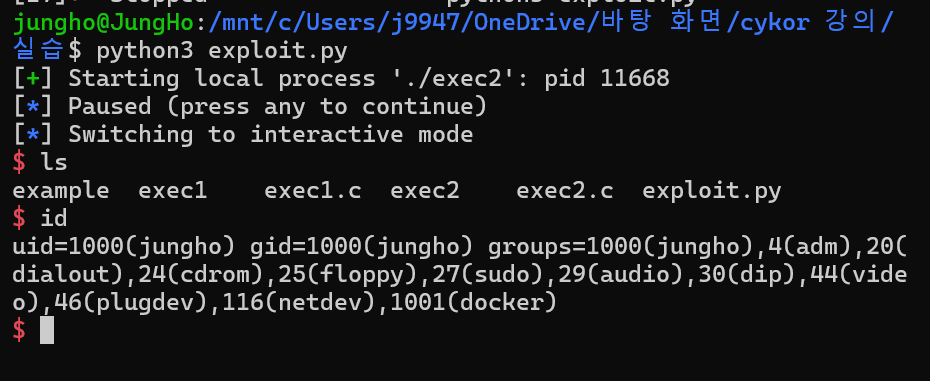 jungho@JungHo:/mnt/c/Users/j9947/OneDrive/바탕 화면/cykor 강의/
실습$ python3 exploit.py
[+] Starting local process './exec2': pid 11668
[*] Paused (press any to continue)
[*] Switching to interactive mode
$ ls
example  exec1    exec1.c  exec2    exec2.c  exploit.py
$ id
uid=1000(jungho) gid=1000(jungho) groups=1000(jungho),4(adm),20(
dialout),24(cdrom),25(floppy),27(sudo),29(audio),30(dip),44(vide
o),46(plugdev),116(netdev),1001(docker)
$